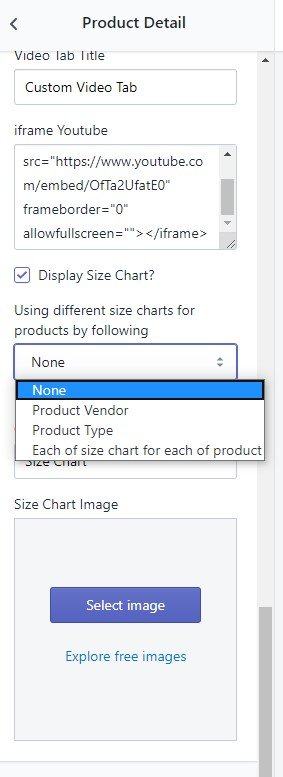 Product Detail
Video Tab Title
Custom Video Tab
iframe Youtube
src="https://www.youtube.co
m/embed/OfTa2UfatE0"
frameborder="0"
allowfullscreen=""></iframe>
Display Size Chart?
Using different size charts for
products by following
None
None
Product Vendor
Product Type
Each of size chart for each of product
Size Chart
Size Chart Image
Select image
Explore free images